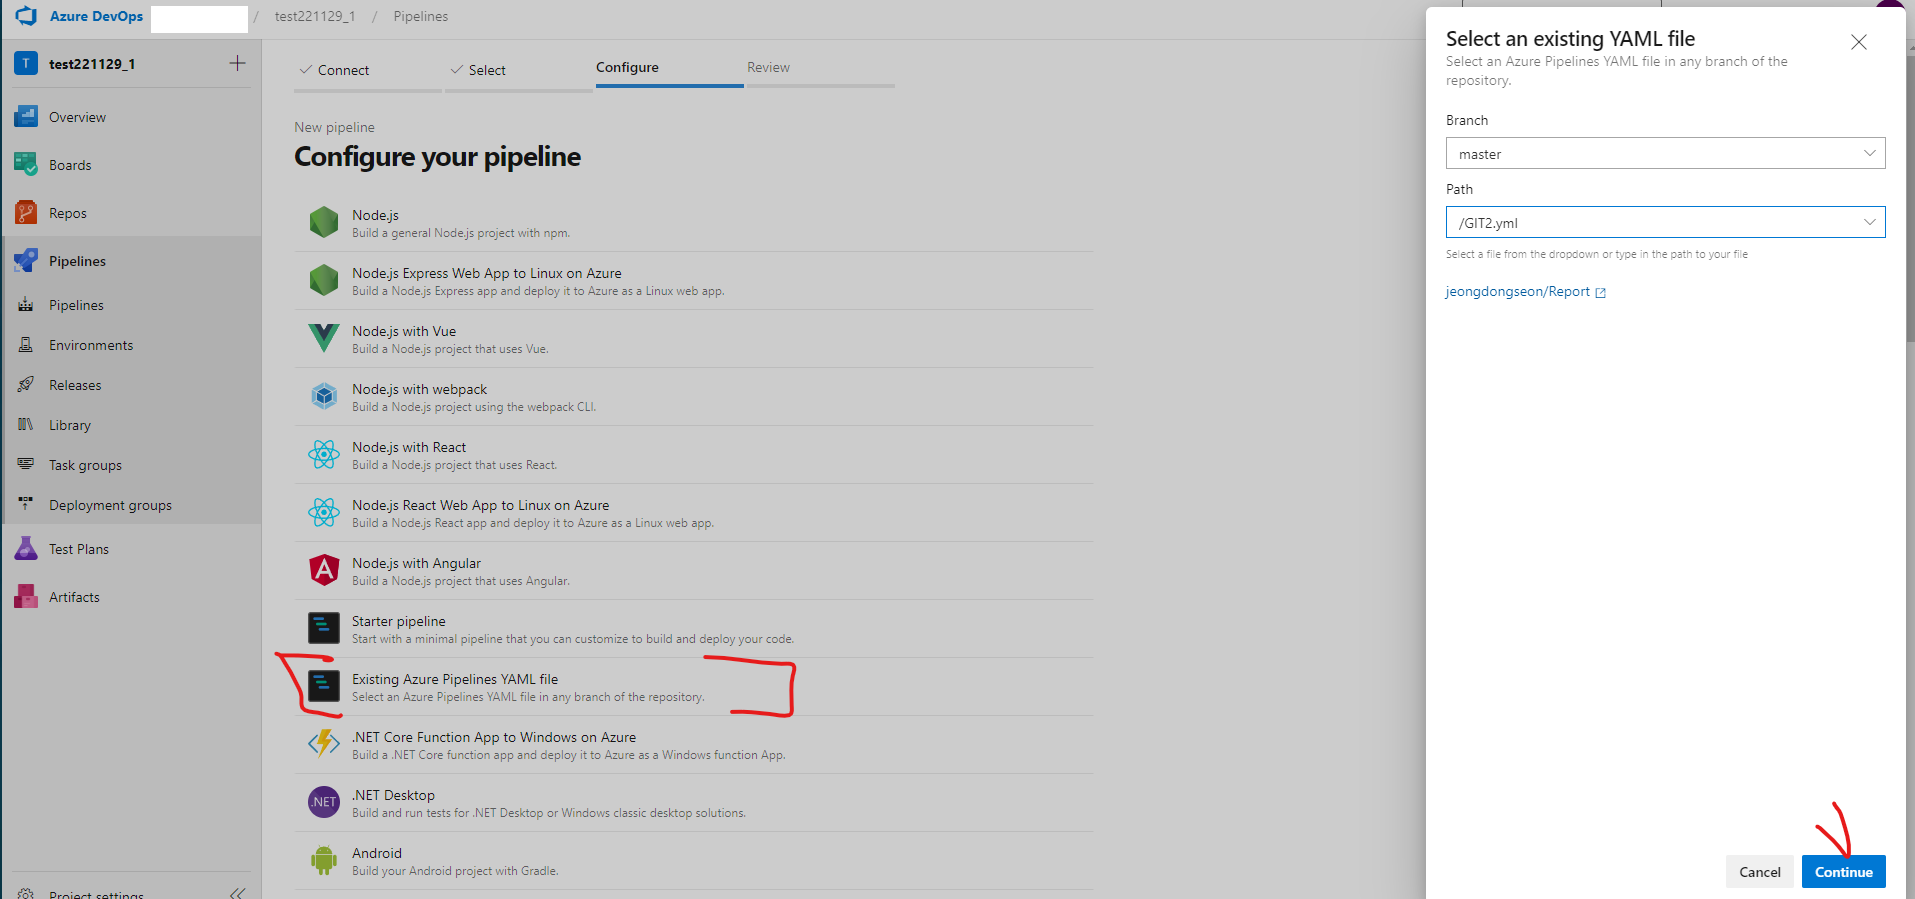 Azure DevOps / test221129_1 / Pipelines
T test221129_1
Overview
Boards
Repos
Pipelines
Pipelines
Environments
Releases
Library
Task groups
Deployment groups
Test Plans
Artifacts
Project settings
Connect
Select
Configure
Review
New pipeline
Configure your pipeline
Node.js
Build a general Node.js project with npm.
Node.js Express Web App to Linux on Azure
Build a Node.js Express app and deploy it to Azure as a Linux web app.
Node.js with Vue
Build a Node.js project that uses Vue.
Node.js with webpack
Build a Node.js project using the webpack CLI.
Node.js with React
Build a Node.js project that uses React.
Node.js React Web App to Linux on Azure
Build a Node.js React app and deploy it to Azure as a Linux web app.
Node.js with Angular
Build a Node.js project that uses Angular.
Starter pipeline
Start with a minimal pipeline that you can customize to build and deploy your code.
Existing Azure Pipelines YAML file
Select an Azure Pipelines YAML file in any branch of the repository.
.NET Core Function App to Windows on Azure
Build a .NET Core function app and deploy it to Azure as a Windows function App.
.NET
.NET Desktop
Build and run tests for .NET Desktop or Windows classic desktop solutions.
Android
Build your Android project with Gradle.
Select an existing YAML file
Select an Azure Pipelines YAML file in any branch of the
repository.
Branch
master
Path
/GIT2.yml
Select a file from the dropdown or type in the path to your file
jeongdongseon/Report
Cancel
Continue